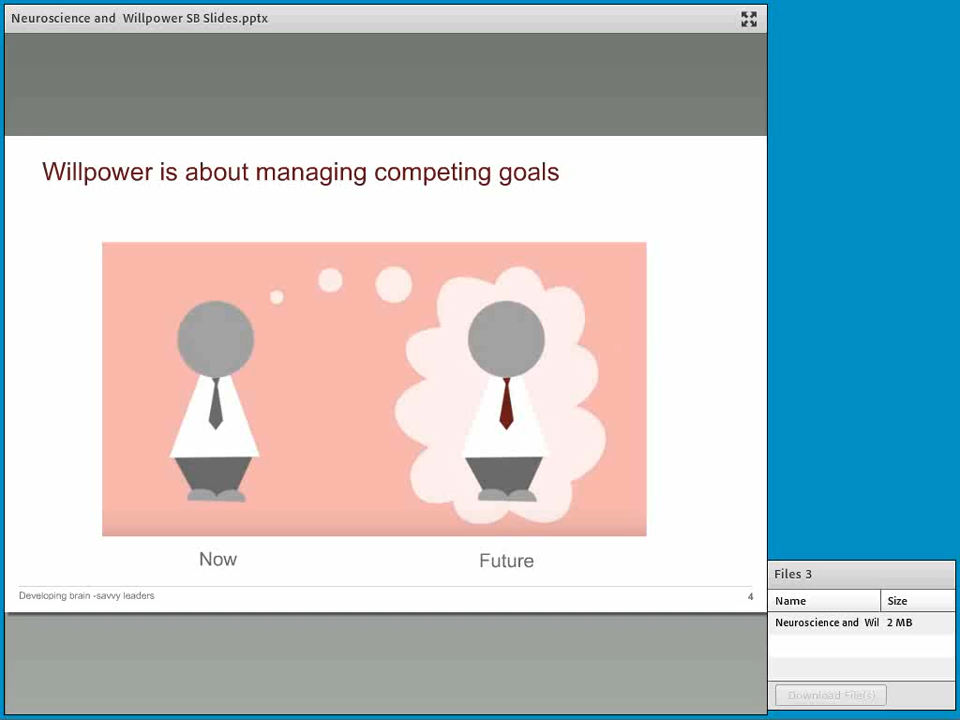 Neuroscience and  Willpower SB Slides.pptx
Willpower is about managing competing goals
Now
Future
Developing brain -savvy leaders
4
Files 3
Name Size
Neuroscience and  Wil 2 MB
Download File(s)